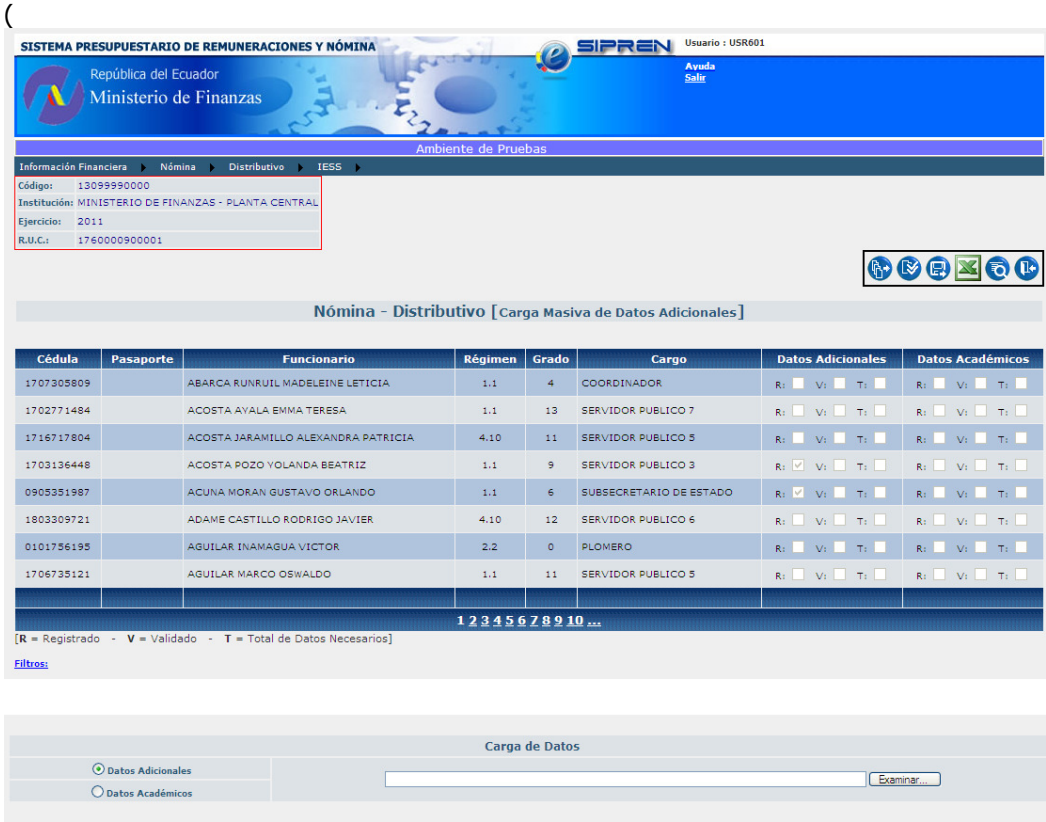 (
SISTEMA PRESUPUESTARIO DE REMUNERACIONES Y NÓMINA
e SIPREN
Usuario : USR601
República del Ecuador
Ministerio de Finanzas
Ayuda
Salir
Ambiente de Pruebas
Información Financiera Nómina Distributivo IESS
Código: 13099990000
Institución: MINISTERIO DE FINANZAS - PLANTA CENTRAL
Ejercicio: 2011
R.U.C.: 1760000900001
Nómina - Distributivo [Carga Masiva de Datos Adicionales]
Cédula Pasaporte Funcionario Régimen Grado Cargo Datos Adicionales Datos Académicos
1707305809 ABARCA RUNRUIL MADELEINE LETICIA 1.1 4 COORDINADOR R: V: T: R: V: T:
1702771484 ACOSTA AYALA EMMA TERESA 1.1 13 SERVIDOR PUBLICO 7 R: V: T: R: V: T:
1716717804 ACOSTA JARAMILLO ALEXANDRA PATRICIA 4.10 11 SERVIDOR PUBLICO 5 R: V: T: R: V: T:
1703136448 ACOSTA POZO YOLANDA BEATRIZ 1.1 9 SERVIDOR PUBLICO 3 R: V: T: R: V: T:
0905351987 ACUNA MORAN GUSTAVO ORLANDO 1.1 6 SUBSECRETARIO DE ESTADO R: V: T: R: V: T:
1803309721 ADAME CASTILLO RODRIGO JAVIER 4.10 12 SERVIDOR PUBLICO 6 R: V: T: R: V: T:
0101756195 AGUILAR INAMAGUA VICTOR 2.2 0 PLOMERO R: V: T: R: V: T:
1706735121 AGUILAR MARCO OSWALDO 1.1 11 SERVIDOR PUBLICO 5 R: V: T: R: V: T:
1 2 3 4 5 6 7 8 9 10 ...
[R = Registrado - V = Validado - T = Total de Datos Necesarios]
Filtros:
Carga de Datos
Datos Adicionales
Examinar...
Datos Académicos